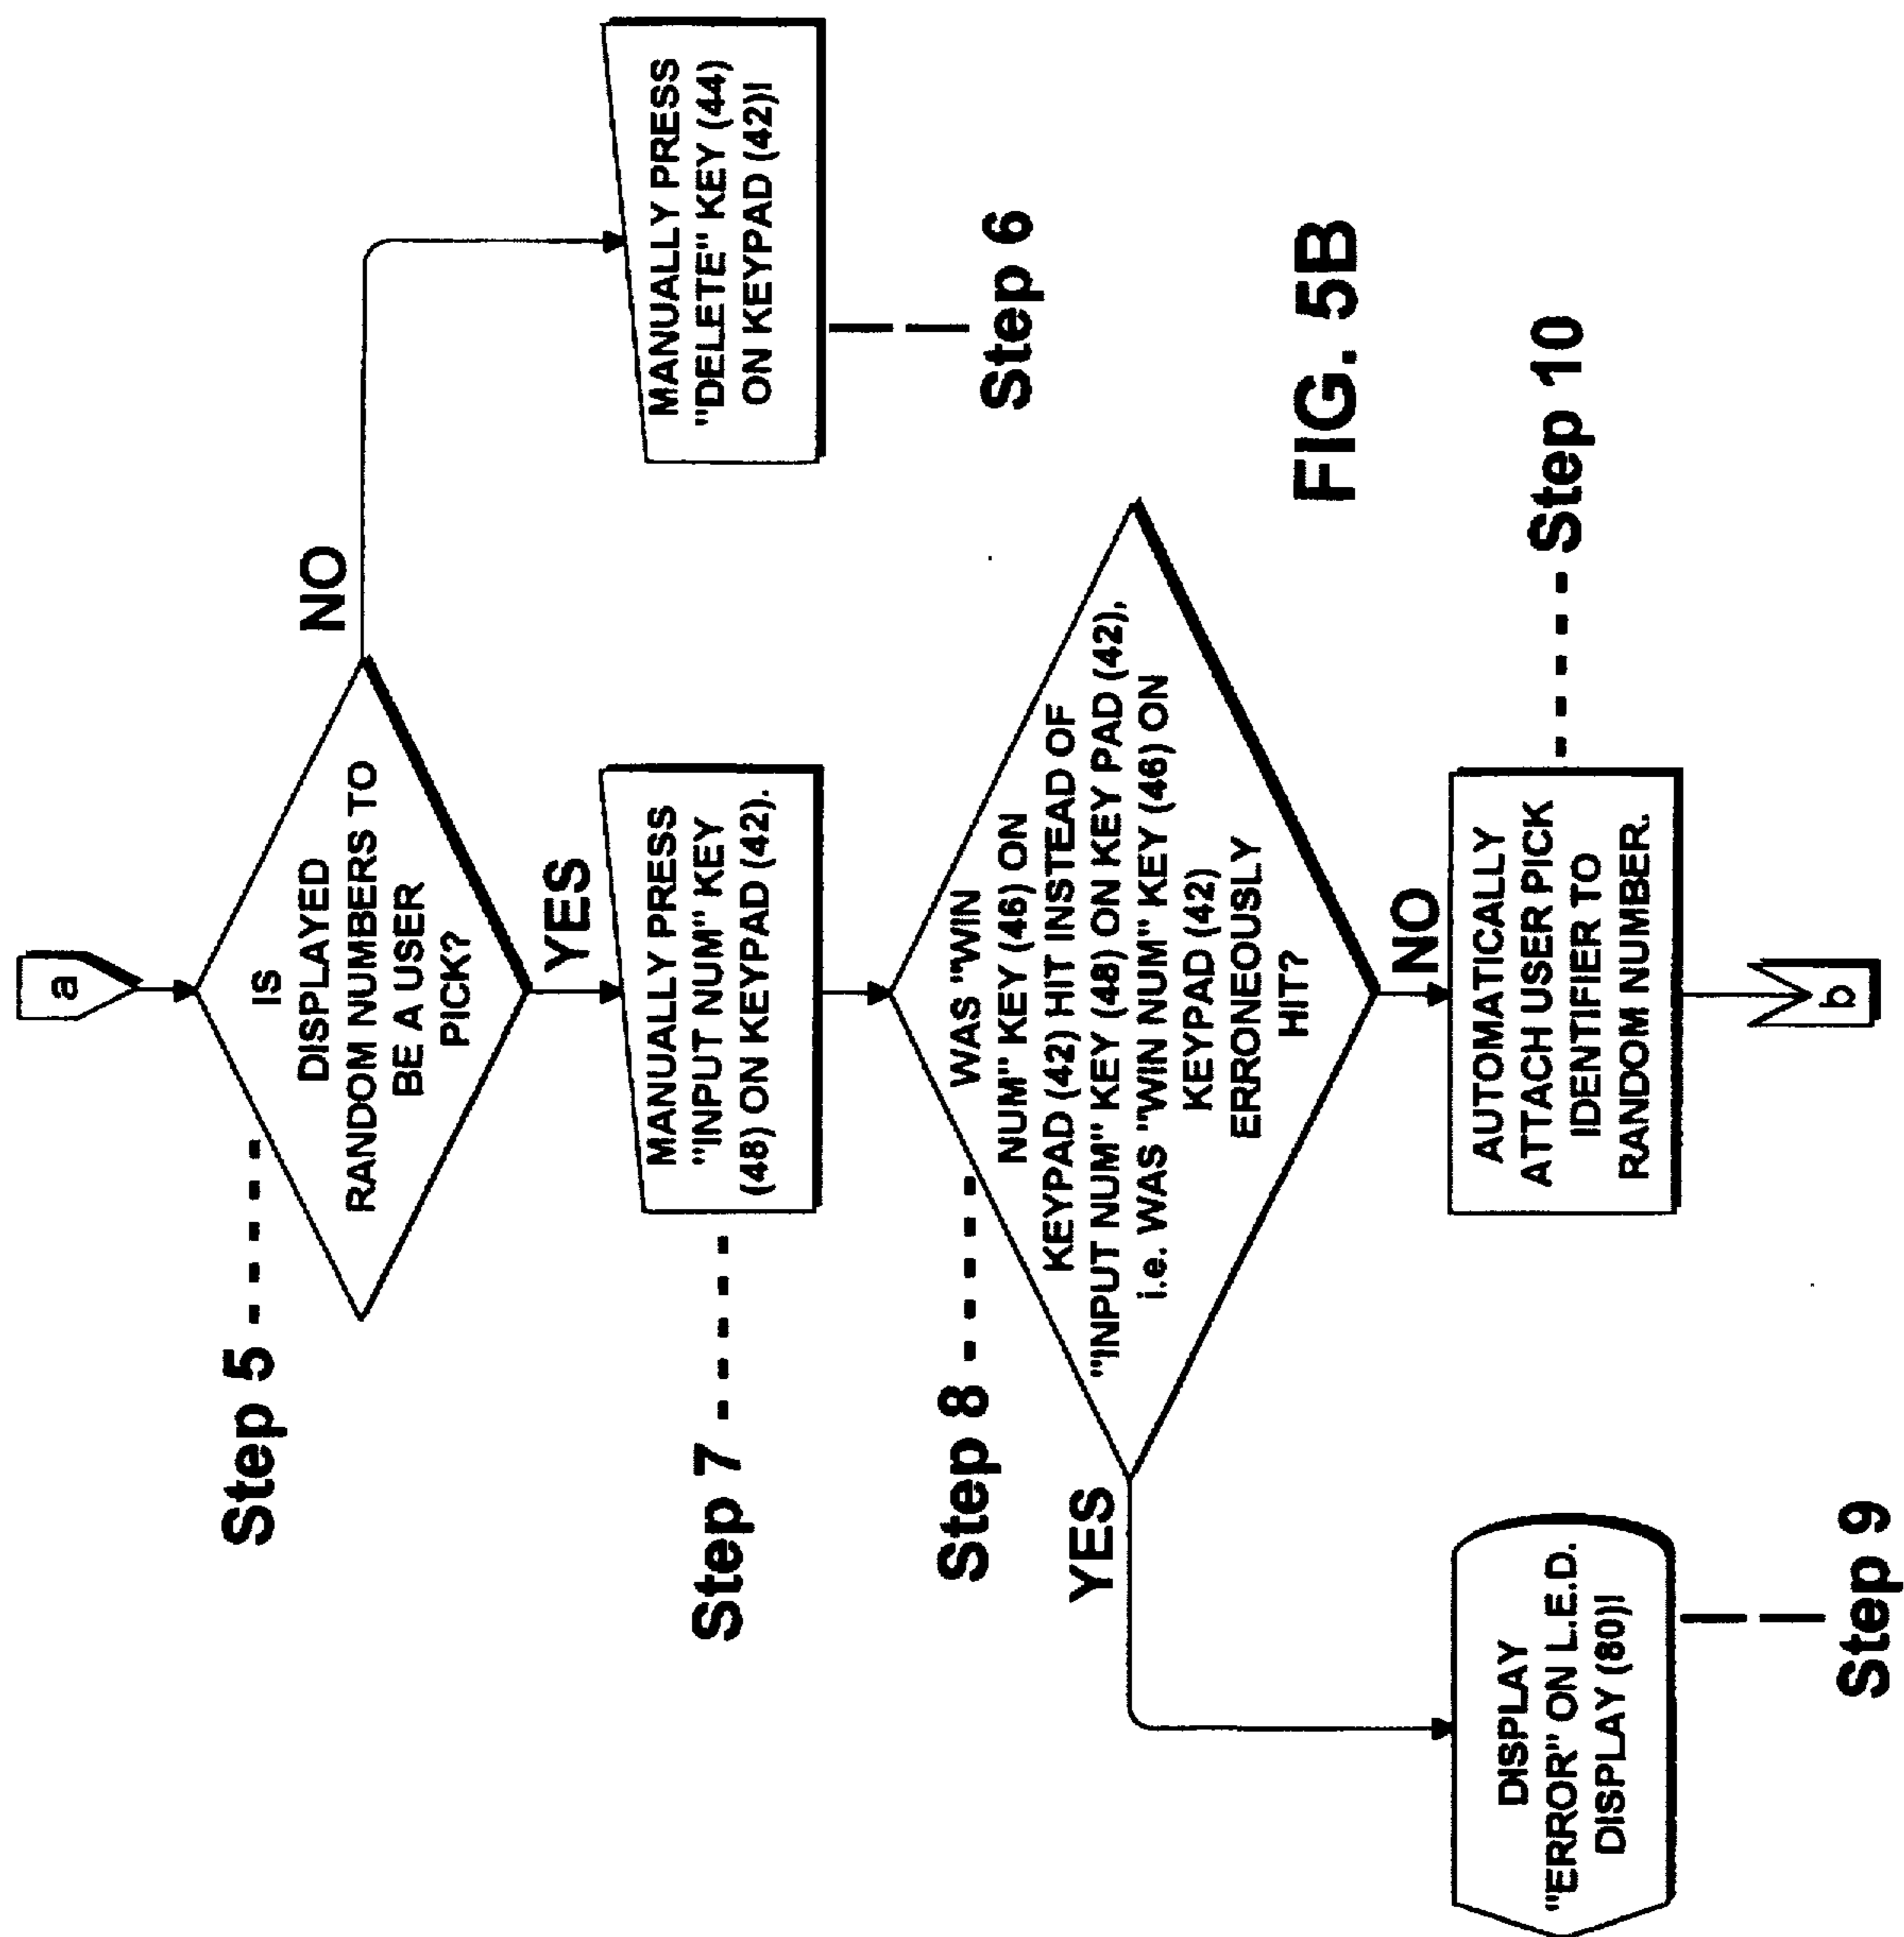 a
Step 5
IS
DISPLAYED
RANDOM NUMBERS TO
BE A USER
PICK?
NO
YES
MANUALLY PRESS
"DELETE" KEY (44)
ON KEYPAD (42)!
Step 6
Step 7
MANUALLY PRESS
"INPUT NUM" KEY
(48) ON KEYPAD (42).
Step 8
WAS "WIN
NUM" KEY (46) ON
KEYPAD (42) HIT INSTEAD OF
"INPUT NUM" KEY (48) ON KEY PAD (42),
i.e. WAS "WIN NUM" KEY (46) ON
KEYPAD (42)
ERRONEOUSLY
HIT?
YES
NO
DISPLAY
"ERROR" ON L.E.D.
DISPLAY (80)!
Step 9
AUTOMATICALLY
ATTACH USER PICK
IDENTIFIER TO
RANDOM NUMBER.
Step 10
b
FIG. 5B